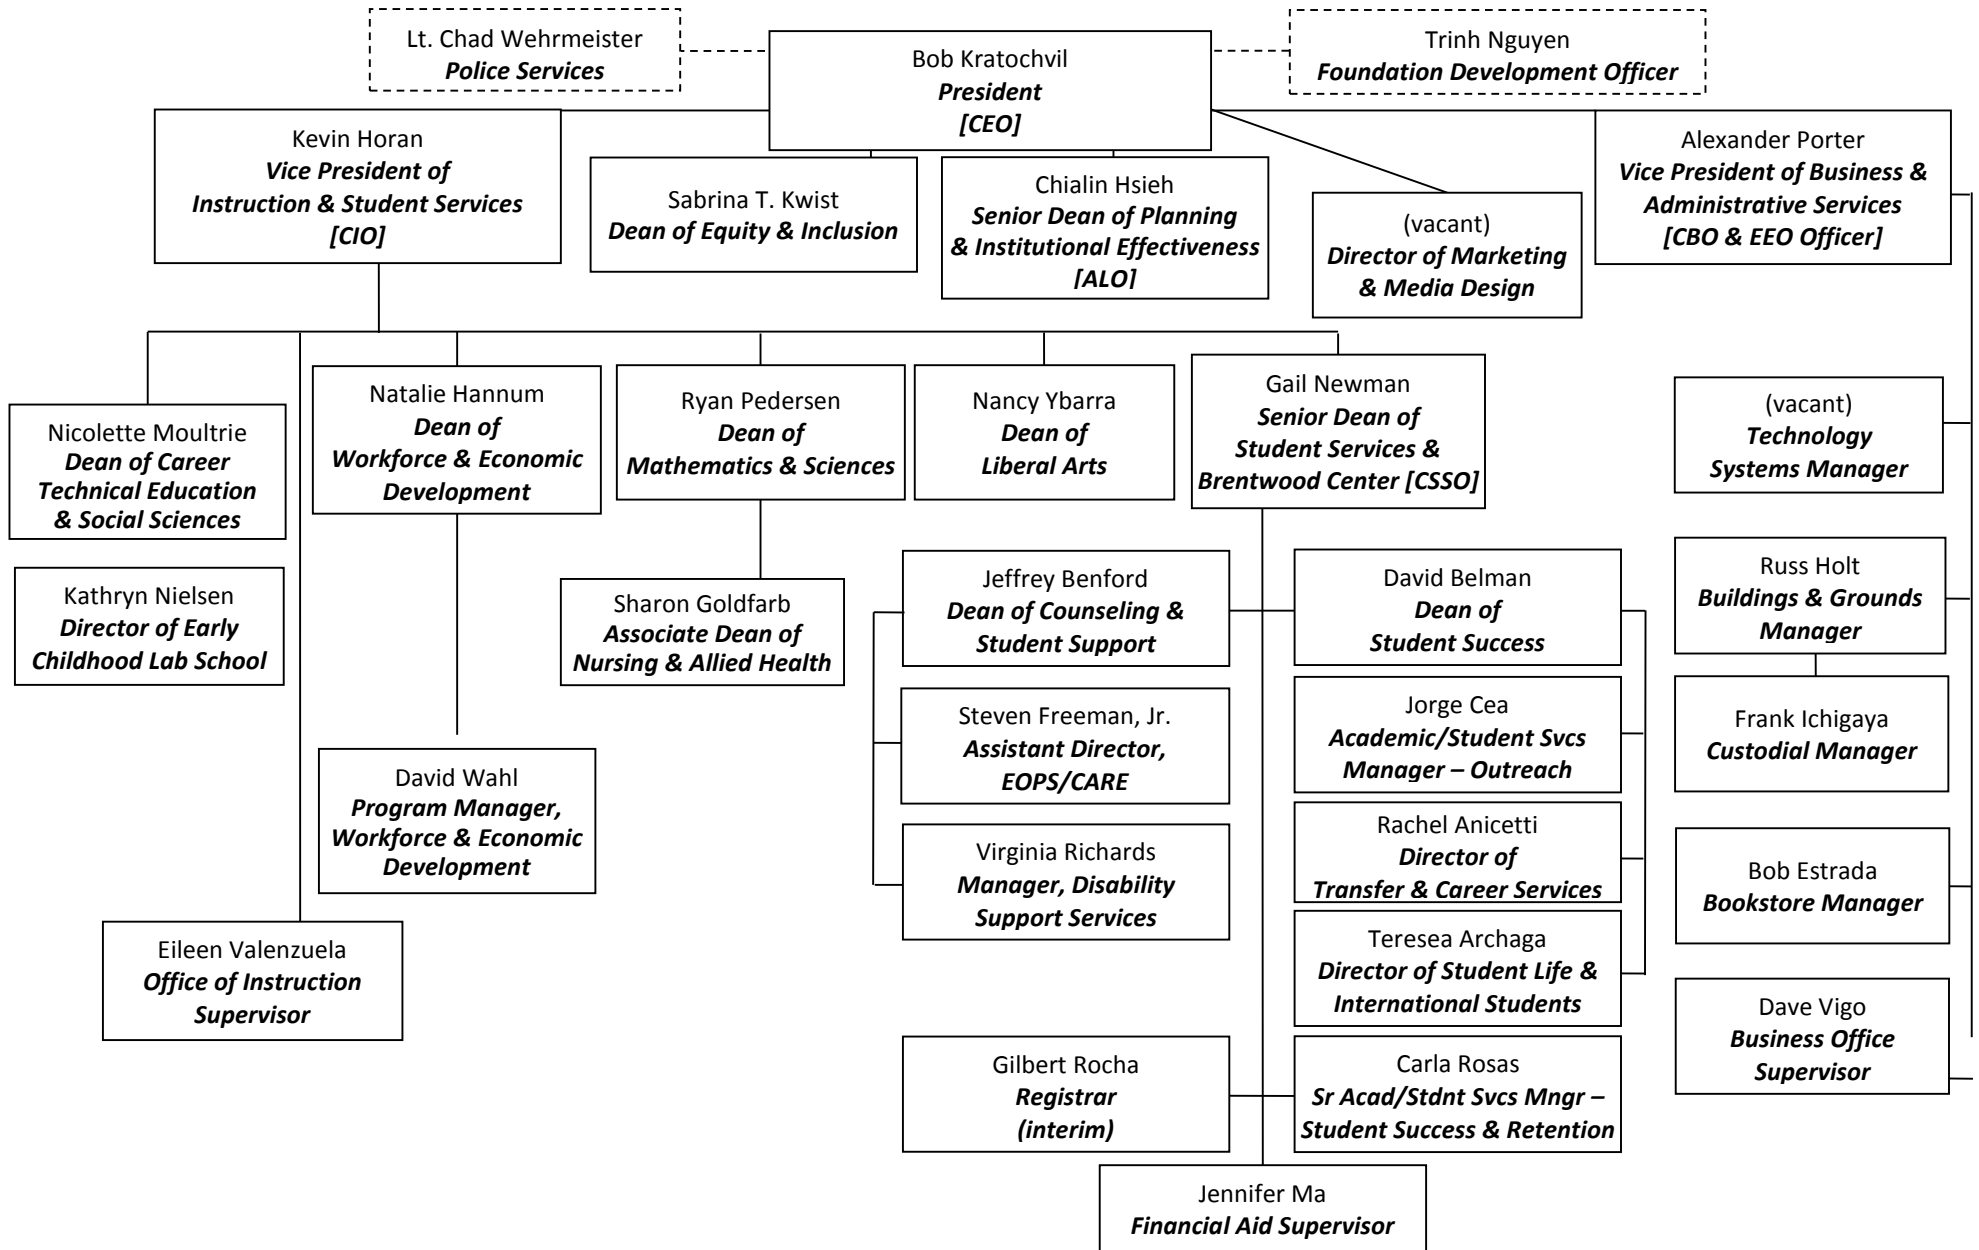 Lt. Chad Wehrmeister
Police Services
Bob Kratochvil
President
[CEO]
Trinh Nguyen
Foundation Development Officer
Kevin Horan
Vice President of
Instruction & Student Services
[CIO]
Sabrina T. Kwist
Dean of Equity & Inclusion
Chialin Hsieh
Senior Dean of Planning
& Institutional Effectiveness
[ALO]
(vacant)
Director of Marketing
& Media Design
Alexander Porter
Vice President of Business &
Administrative Services
[CBO & EEO Officer]
Nicolette Moultrie
Dean of Career
Technical Education
& Social Sciences
Natalie Hannum
Dean of
Workforce & Economic
Development
Ryan Pedersen
Dean of
Mathematics & Sciences
Nancy Ybarra
Dean of
Liberal Arts
Gail Newman
Senior Dean of
Student Services &
Brentwood Center [CSSO]
(vacant)
Technology
Systems Manager
Kathryn Nielsen
Director of Early
Childhood Lab School
Sharon Goldfarb
Associate Dean of
Nursing & Allied Health
Jeffrey Benford
Dean of Counseling &
Student Support
David Belman
Dean of
Student Success
Russ Holt
Buildings & Grounds
Manager
Steven Freeman, Jr.
Assistant Director,
EOPS/CARE
Jorge Cea
Academic/Student Svcs
Manager – Outreach
Frank Ichigaya
Custodial Manager
David Wahl
Program Manager,
Workforce & Economic
Development
Virginia Richards
Manager, Disability
Support Services
Rachel Anicetti
Director of
Transfer & Career Services
Bob Estrada
Bookstore Manager
Eileen Valenzuela
Office of Instruction
Supervisor
Teresea Archaga
Director of Student Life &
International Students
Dave Vigo
Business Office
Supervisor
Gilbert Rocha
Registrar
(interim)
Carla Rosas
Sr Acad/Stdnt Svcs Mngr –
Student Success & Retention
Jennifer Ma
Financial Aid Supervisor